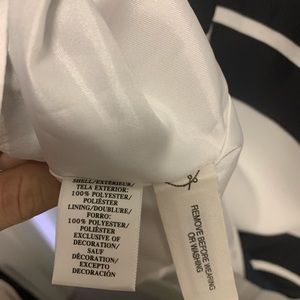 SHELL/EXTÉRIEUR/
TELA EXTERIOR:
100% POLYESTER/
POLIÉSTER
LINING/DOUBLURE/
FORRO:
100% POLYESTER/
POLIÉSTER
EXCLUSIVE OF
DECORATION/
SAUF
DÉCORATION/
EXCEPTO
DECORACIÓN
REMOVE BEFORE WEARING
OR WASHING